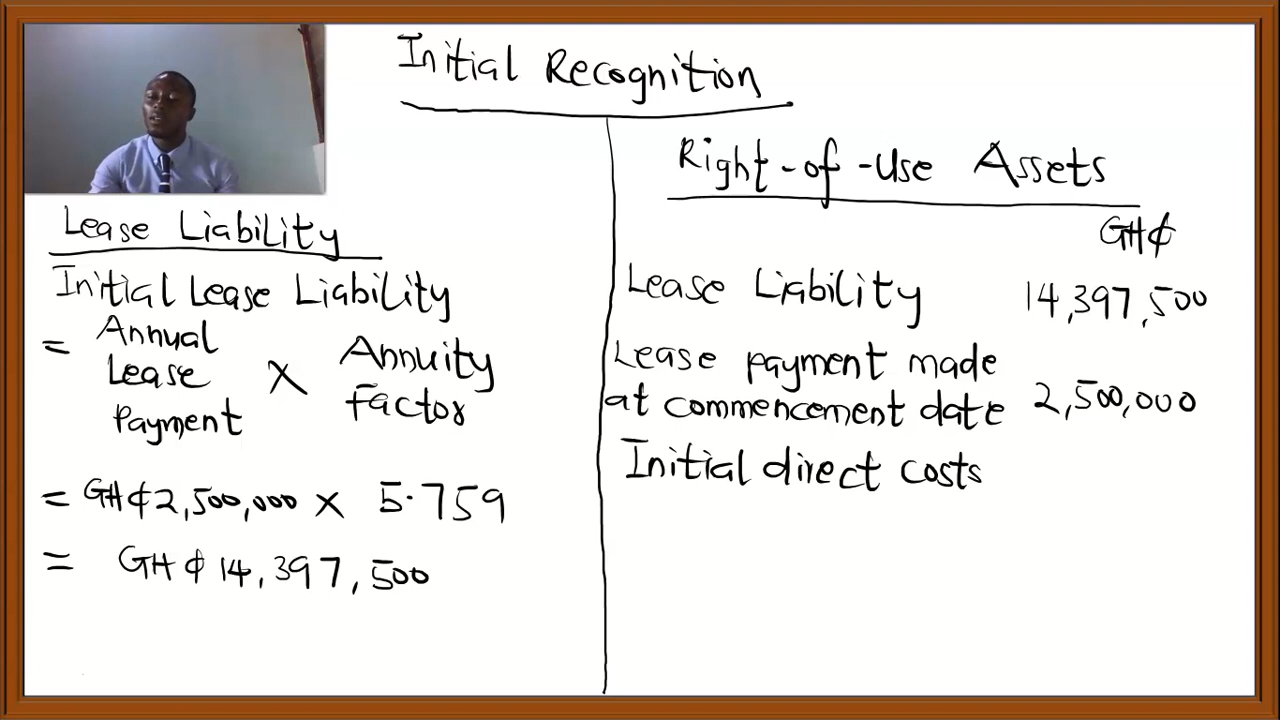 Initial Recognition
Lease Liability
Initial Lease Liability
= Annual Lease Payment X Annuity Factor
= GH¢2,500,000 X 5.759
= GH¢14,397,500
Right-of-Use Assets
GH¢
Lease Liability 14,397,500
Lease payment made
at commencement date 2,500,000
Initial direct costs